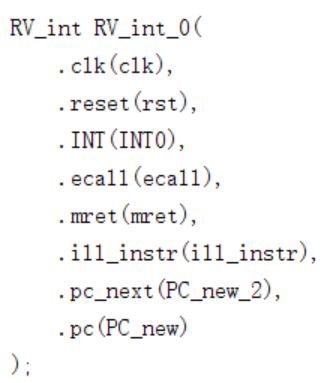 RV_int RV_int_0(
    .clk(clk),
    .reset(rst),
    .INT(INT0),
    .ecall(ecall),
    .mret(mret),
    .ill_instr(ill_instr),
    .pc_next(PC_new_2),
    .pc(PC_new)
);